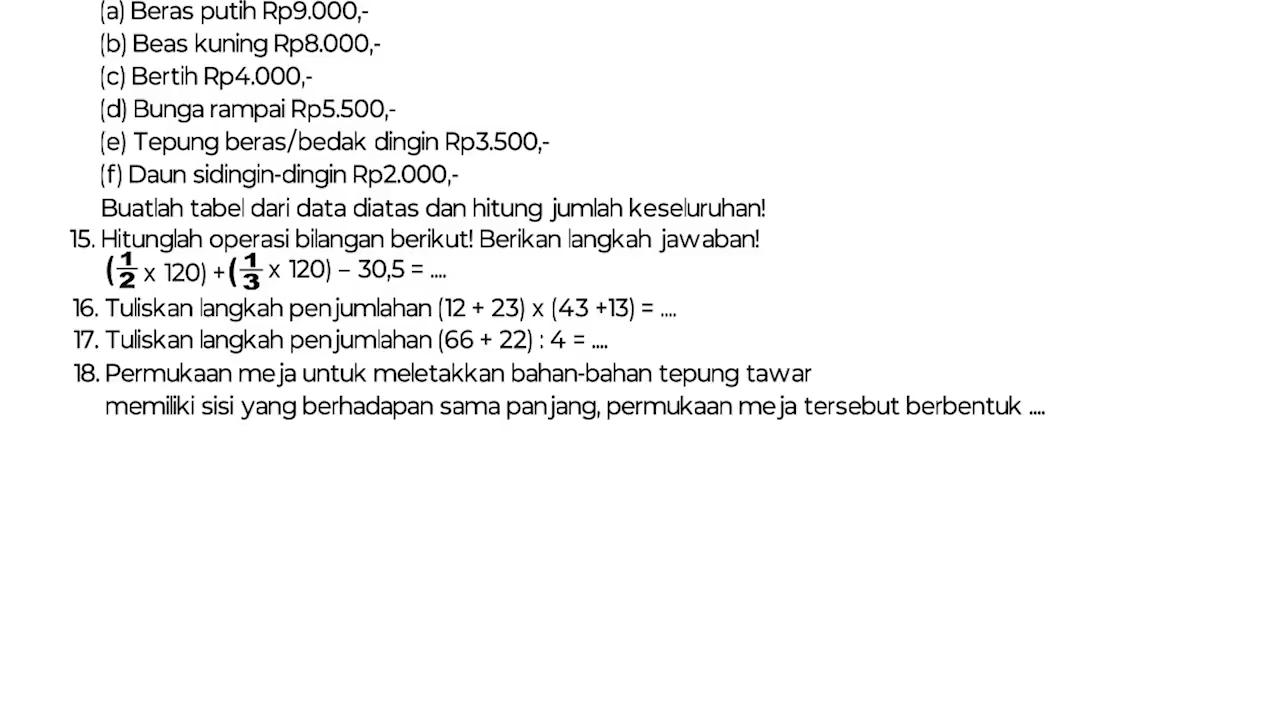 (a) Beras putih Rp9.000,-
(b) Beas kuning Rp8.000,-
(c) Bertih Rp4.000,-
(d) Bunga rampai Rp5.500,-
(e) Tepung beras/bedak dingin Rp3.500,-
(f) Daun sidingin-dingin Rp2.000,-
Buatlah tabel dari data diatas dan hitung jumlah keseluruhan!
15. Hitunglah operasi bilangan berikut! Berikan langkah jawaban!
(1/2 x 120) + (1/3 x 120) – 30,5 = ....
16. Tuliskan langkah penjumlahan (12 + 23) x (43 +13) = ....
17. Tuliskan langkah penjumlahan (66 + 22) : 4 = ....
18. Permukaan meja untuk meletakkan bahan-bahan tepung tawar
memiliki sisi yang berhadapan sama panjang, permukaan meja tersebut berbentuk ....